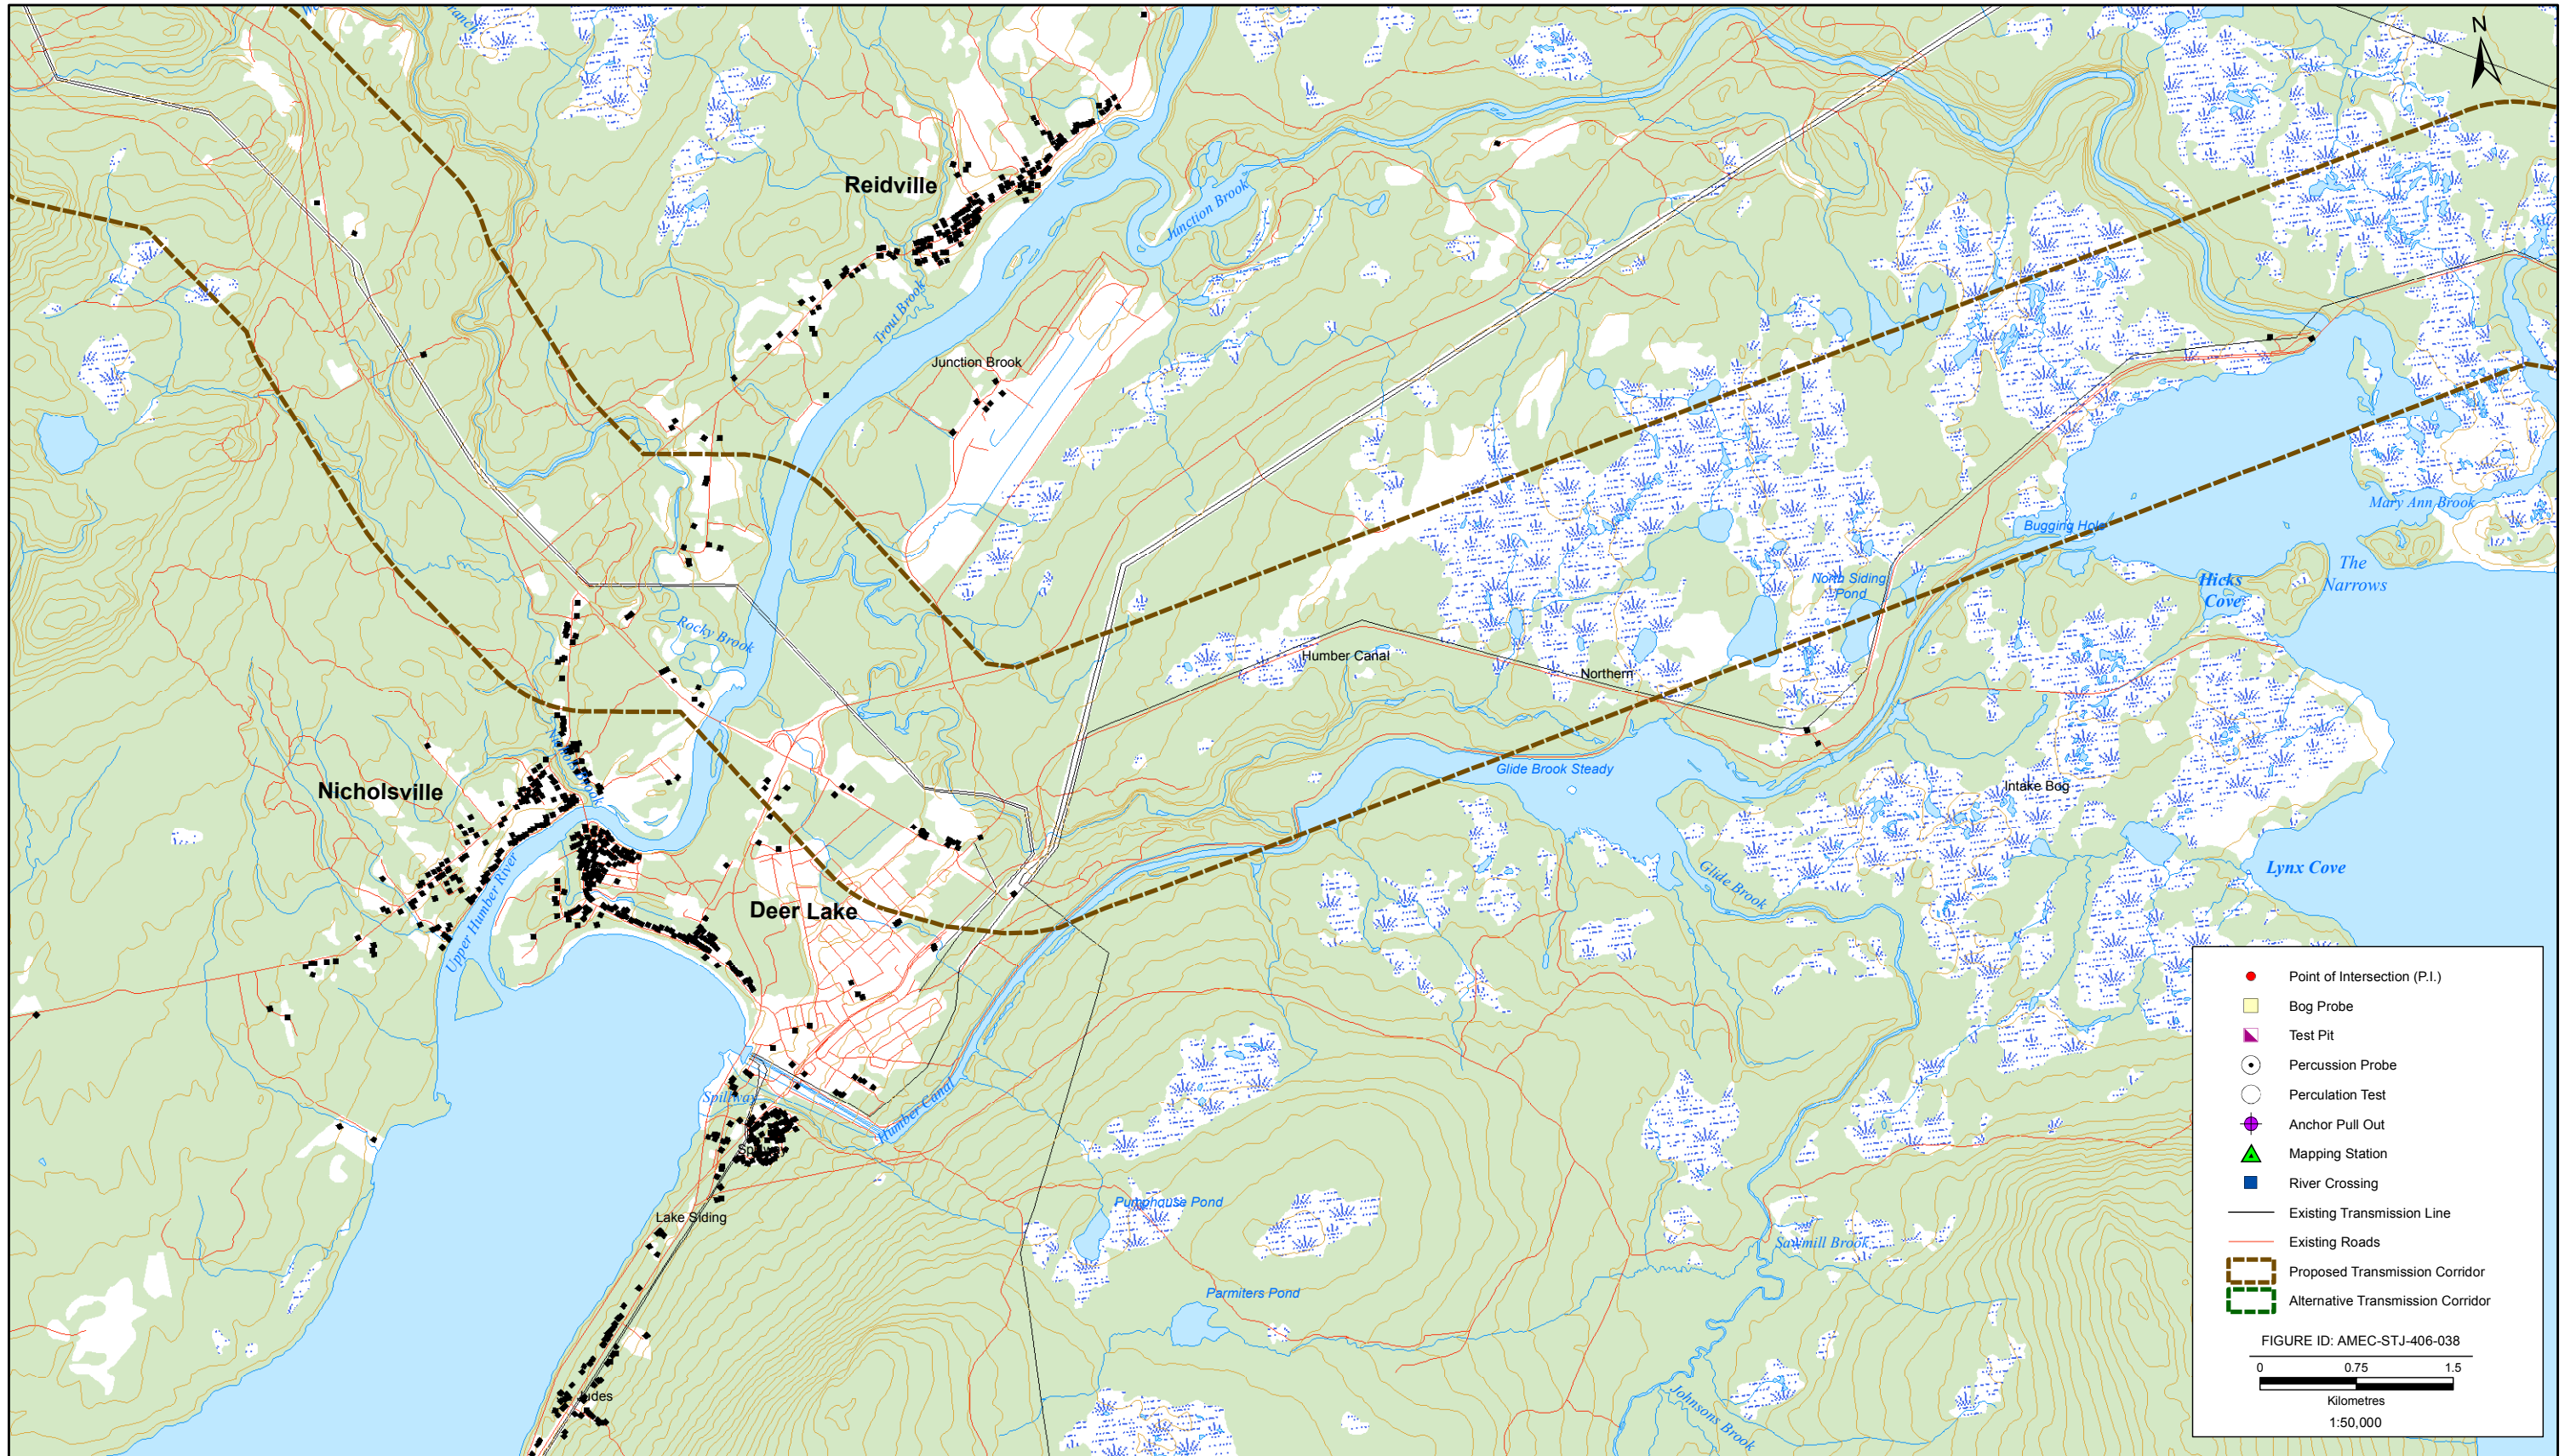 N
Reidville
Junction Brook
Trout Brook
Junction Brook
Mary Ann Brook
Bugging Hole
The
Narrows
Hicks
Cove
North Siding
Pond
Rocky Brook
Humber Canal
Northern
Glide Brook Steady
Intake Bog
Nicholsville
Deer Lake
Glide Brook
Lynx Cove
Upper Humber River
Spillway
Humber Canal
Lake Siding
Pumphouse Pond
Sawmill Brook
Parmiters Pond
Johnsons Brook
Point of Intersection (P.I.)
Bog Probe
Test Pit
Percussion Probe
Perculation Test
Anchor Pull Out
Mapping Station
River Crossing
Existing Transmission Line
Existing Roads
Proposed Transmission Corridor
Alternative Transmission Corridor
FIGURE ID: AMEC-STJ-406-038
0 0.75 1.5
Kilometres
1:50,000